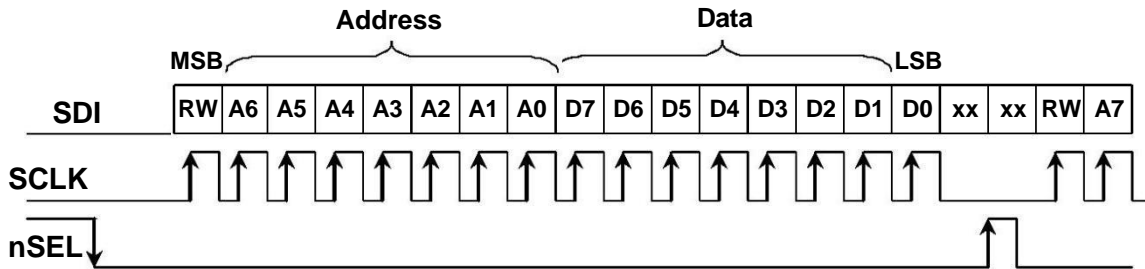 Address Data
MSB LSB
SDI RW A6 A5 A4 A3 A2 A1 A0 D7 D6 D5 D4 D3 D2 D1 D0 xx xx RW A7
SCLK
nSEL